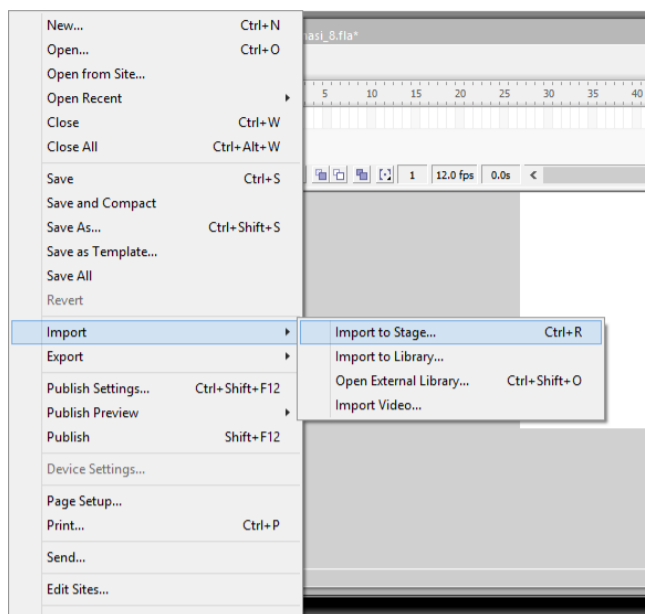 New... Ctrl+N
Open... Ctrl+O
Open from Site...
Open Recent
Close Ctrl+W
Close All Ctrl+Alt+W
Save Ctrl+S
Save and Compact
Save As... Ctrl+Shift+S
Save as Template...
Save All
Revert
Import
Export
Publish Settings... Ctrl+Shift+F12
Publish Preview
Publish Shift+F12
Device Settings...
Page Setup...
Print... Ctrl+P
Send...
Edit Sites...
Import to Stage... Ctrl+R
Import to Library...
Open External Library... Ctrl+Shift+O
Import Video...
nasi_8.fla*
5 10 15 20 25 30 35 40
1 12.0 fps 0.0s